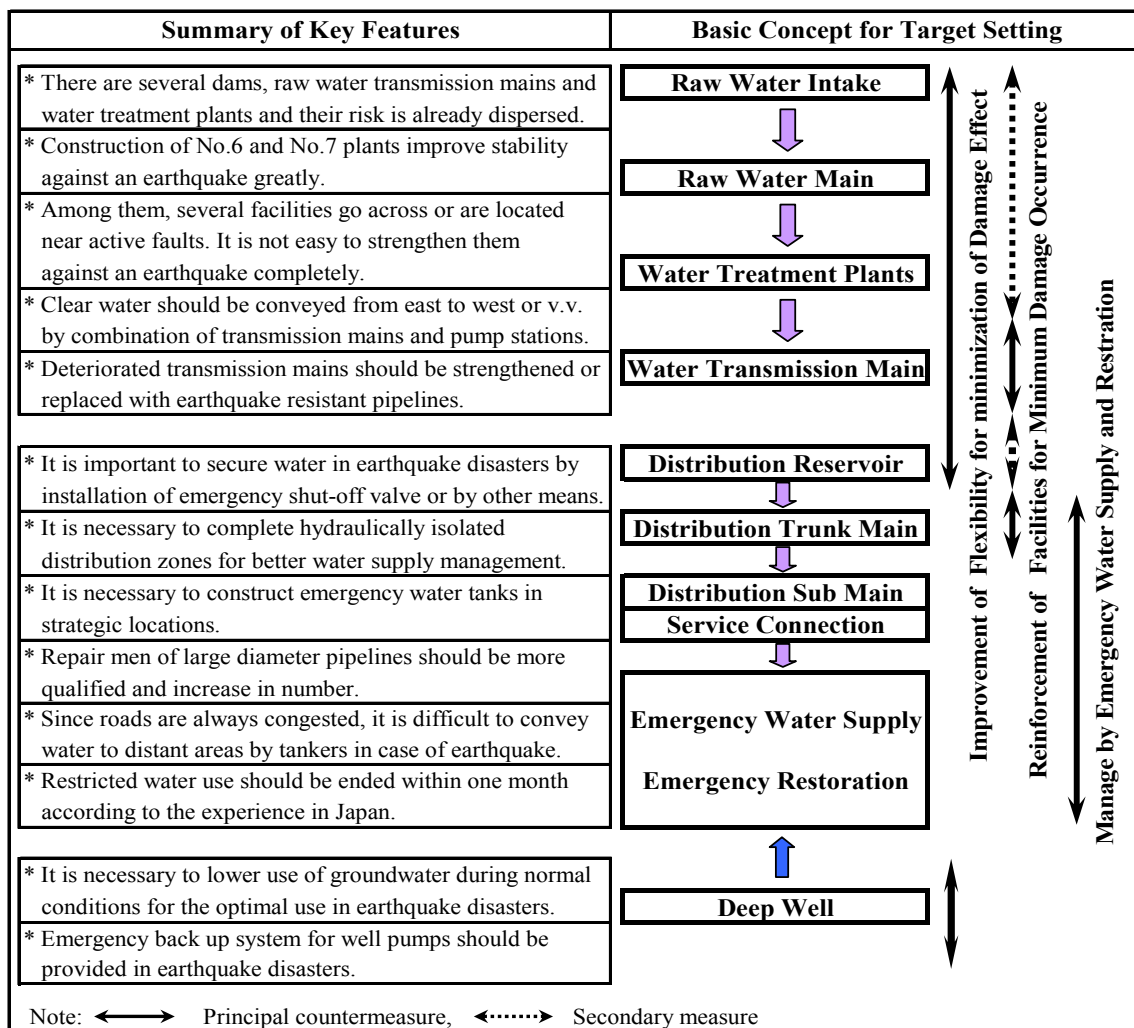 Summary of Key Features
Basic Concept for Target Setting
* There are several dams, raw water transmission mains and
water treatment plants and their risk is already dispersed.
* Construction of No.6 and No.7 plants improve stability
against an earthquake greatly.
* Among them, several facilities go across or are located
near active faults. It is not easy to strengthen them
against an earthquake completely.
* Clear water should be conveyed from east to west or v.v.
by combination of transmission mains and pump stations.
* Deteriorated transmission mains should be strengthened or
replaced with earthquake resistant pipelines.
* It is important to secure water in earthquake disasters by
installation of emergency shut-off valve or by other means.
* It is necessary to complete hydraulically isolated
distribution zones for better water supply management.
* It is necessary to construct emergency water tanks in
strategic locations.
* Repair men of large diameter pipelines should be more
qualified and increase in number.
* Since roads are always congested, it is difficult to convey
water to distant areas by tankers in case of earthquake.
* Restricted water use should be ended within one month
according to the experience in Japan.
* It is necessary to lower use of groundwater during normal
conditions for the optimal use in earthquake disasters.
* Emergency back up system for well pumps should be
provided in earthquake disasters.
Raw Water Intake
Raw Water Main
Water Treatment Plants
Water Transmission Main
Distribution Reservoir
Distribution Trunk Main
Distribution Sub Main
Service Connection
Emergency Water Supply
Emergency Restoration
Deep Well
Improvement of Flexibility for minimization of Damage Effect
Reinforcement of Facilities for Minimum Damage Occurrence
Manage by Emergency Water Supply and Restration
Note: Principal countermeasure, Secondary measure